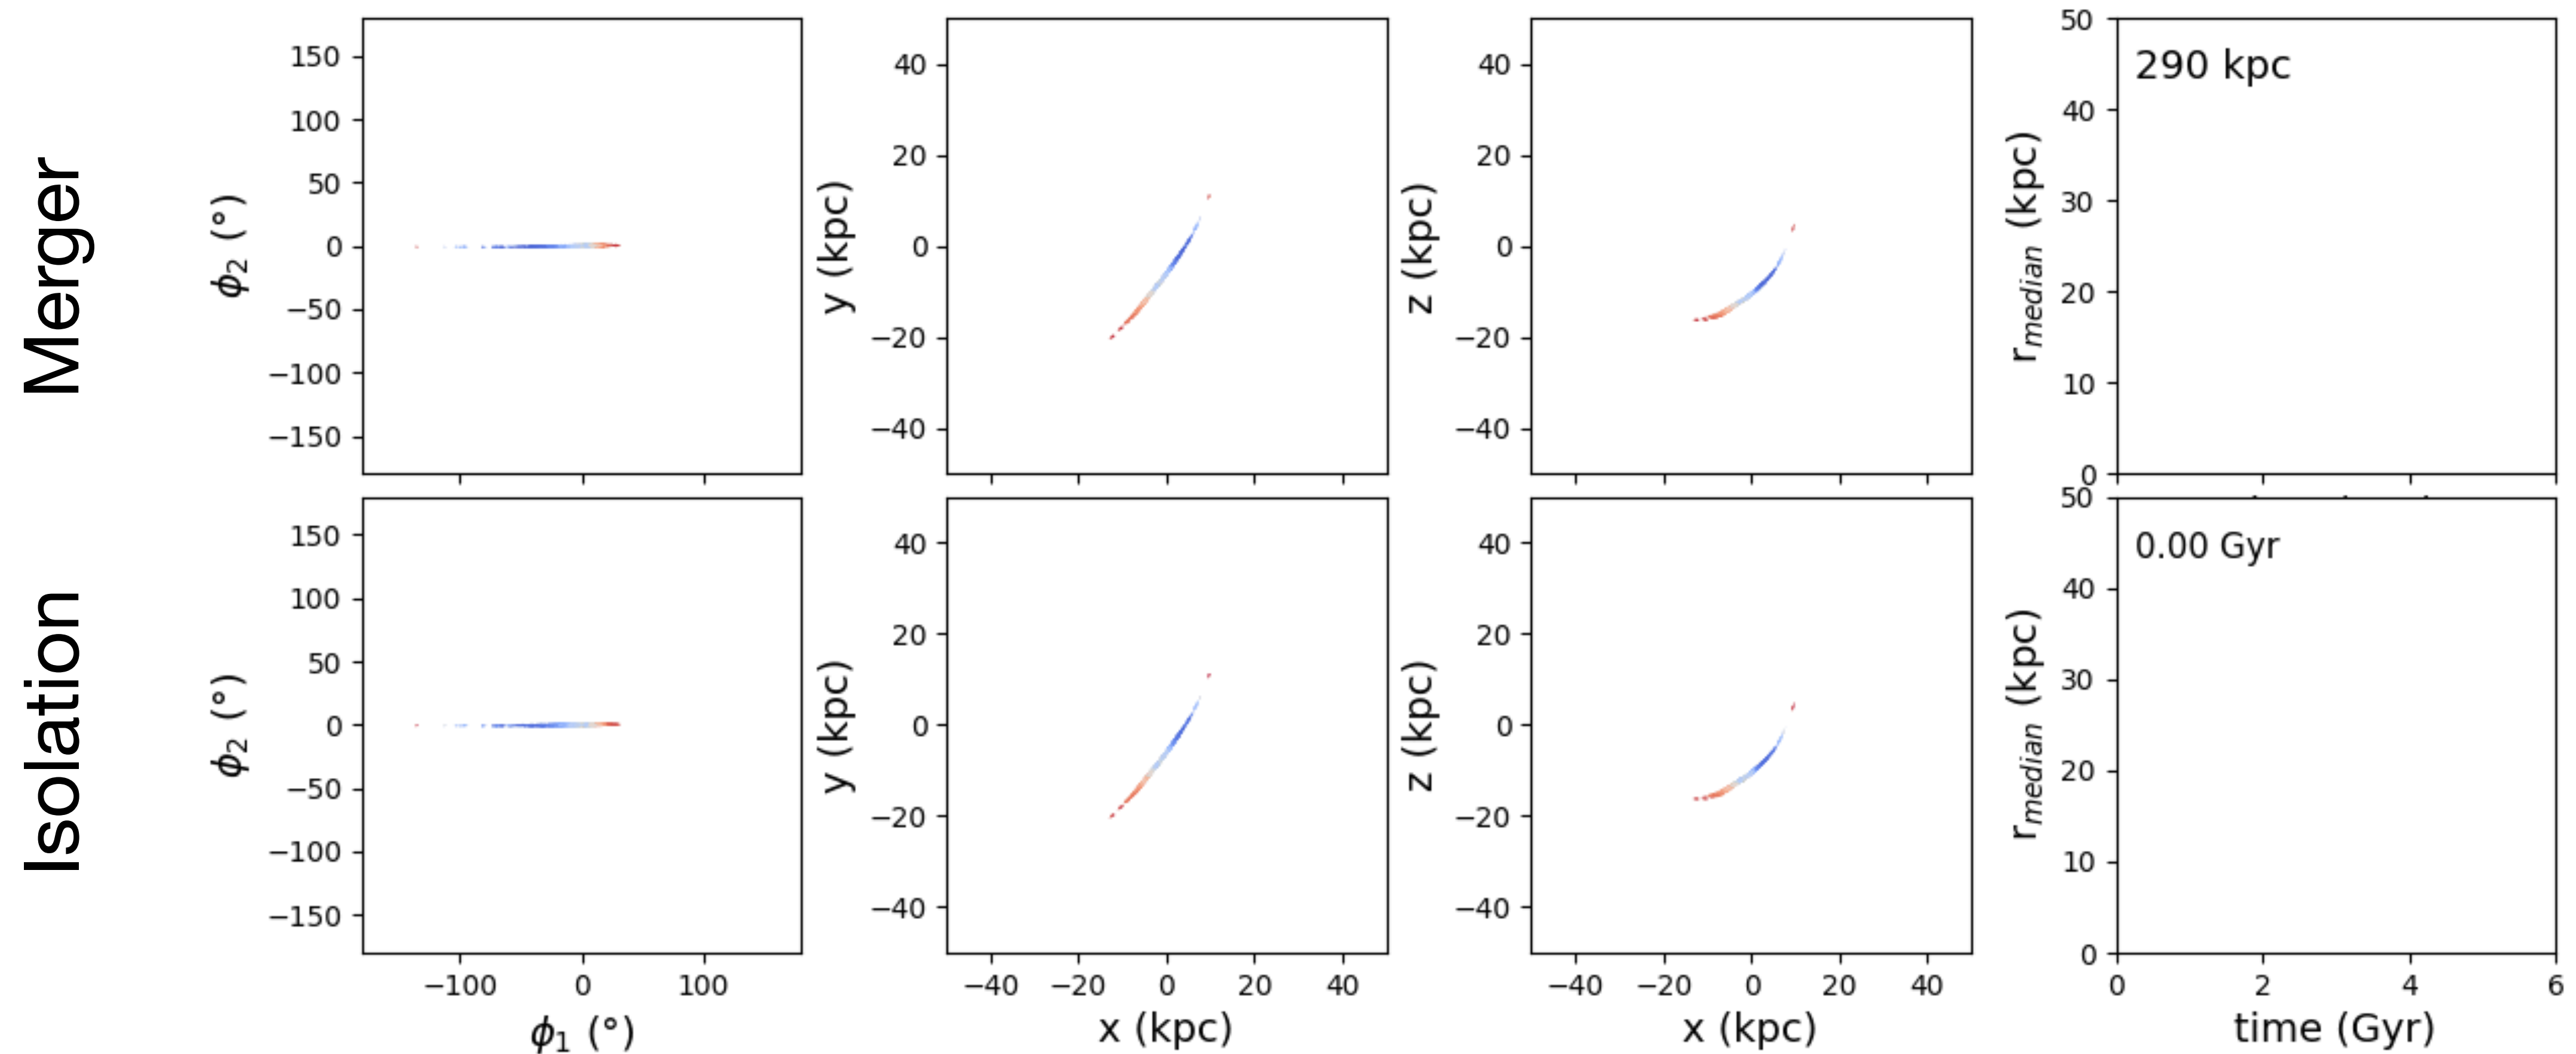 Merger
150
100
50
0
−50
−100
−150
ϕ2 (°)
40
20
0
−20
−40
y (kpc)
40
20
0
−20
−40
z (kpc)
50
40
30
20
10
0
rmedian (kpc)
290 kpc
Isolation
150
100
50
0
−50
−100
−150
ϕ2 (°)
−100 0 100
ϕ1 (°)
40
20
0
−20
−40
y (kpc)
−40 −20 0 20 40
x (kpc)
40
20
0
−20
−40
z (kpc)
−40 −20 0 20 40
x (kpc)
50
40
30
20
10
0
rmedian (kpc)
0.00 Gyr
0 2 4 6
time (Gyr)